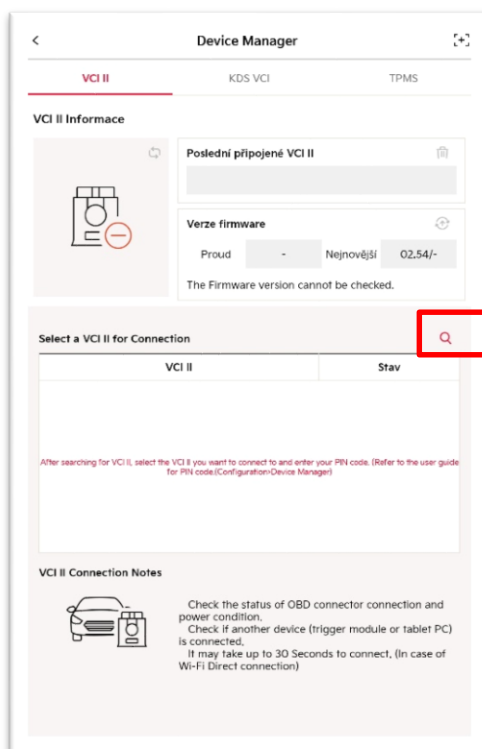 Device Manager
VCI II
KDS VCI
TPMS
VCI II Informace
Poslední připojené VCI II
Verze firmware
Proud
-
Nejnovější
02.54/-
The Firmware version cannot be checked.
Select a VCI II for Connection
VCI II
Stav
After searching for VCI II, select the VCI II you want to connect to and enter your PIN code. (Refer to the user guide
for PIN code.(Configuration>Device Manager)
VCI II Connection Notes
Check the status of OBD connector connection and
power condition.
Check if another device (trigger module or tablet PC)
is connected.
It may take up to 30 Seconds to connect, (In case of
Wi-Fi Direct connection)